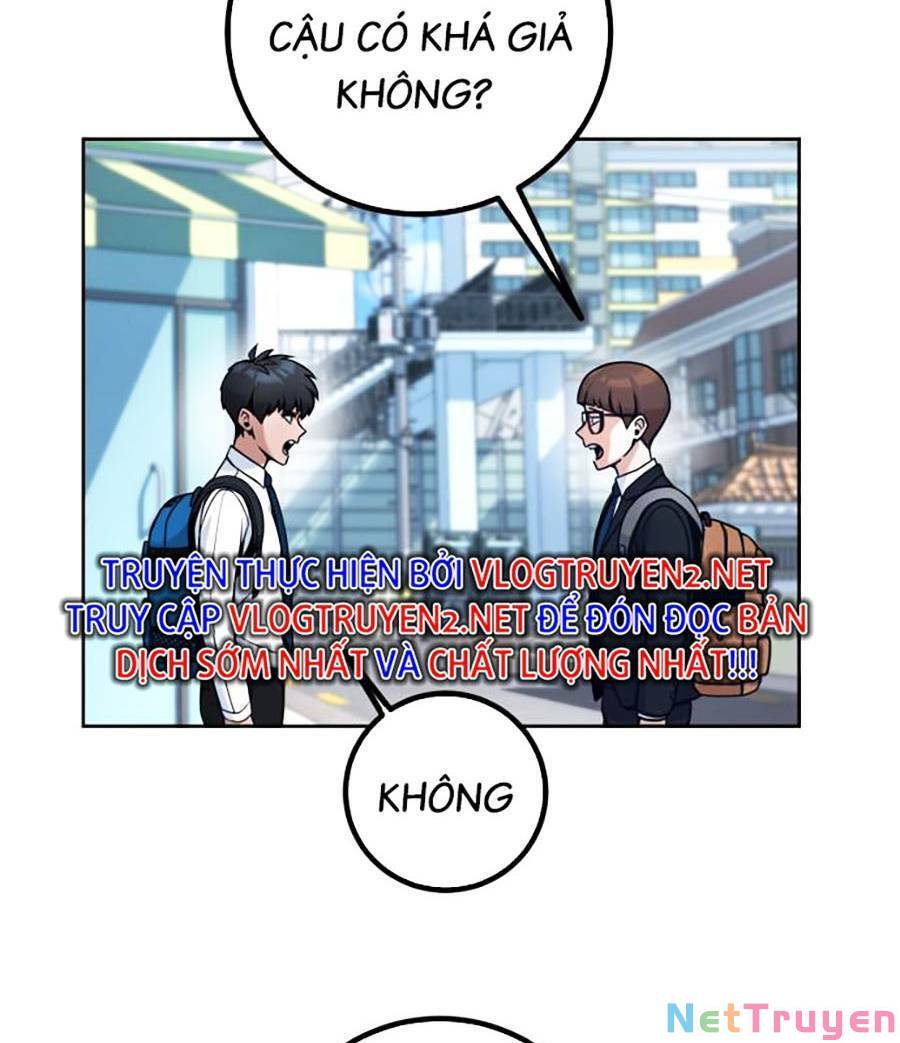 CẬU CÓ KHÁ GIẢ
KHÔNG?
TRUYỆN THỰC HIỆN BỞI VLOGTRUYEN2.NET
TRUY CẬP VLOGTRUYEN2.NET ĐỂ ĐÓN ĐỌC BẢN
DỊCH SỚM NHẤT VÀ CHẤT LƯỢNG NHẤT!!!
KHÔNG
NetTruyen